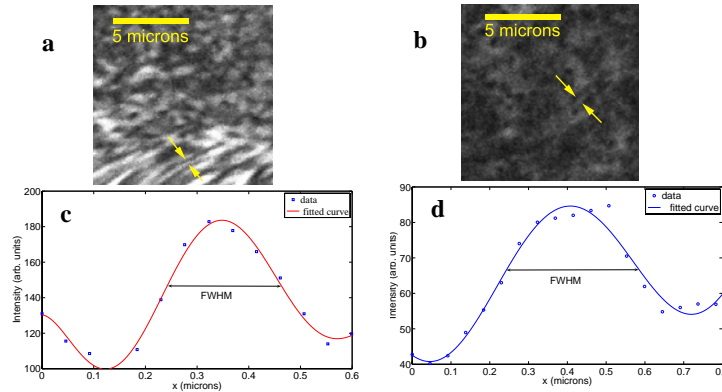 a
5 microns
b
5 microns
c
data
fitted curve
FWHM
Intensity (arb. units)
200
180
160
140
120
100
0
0.1
0.2
0.3
0.4
0.5
0.6
x (microns)
d
data
fitted curve
FWHM
Intensity (arb. units)
90
80
70
60
50
40
0
0.1
0.2
0.3
0.4
0.5
0.6
0.7
0.8
x (microns)